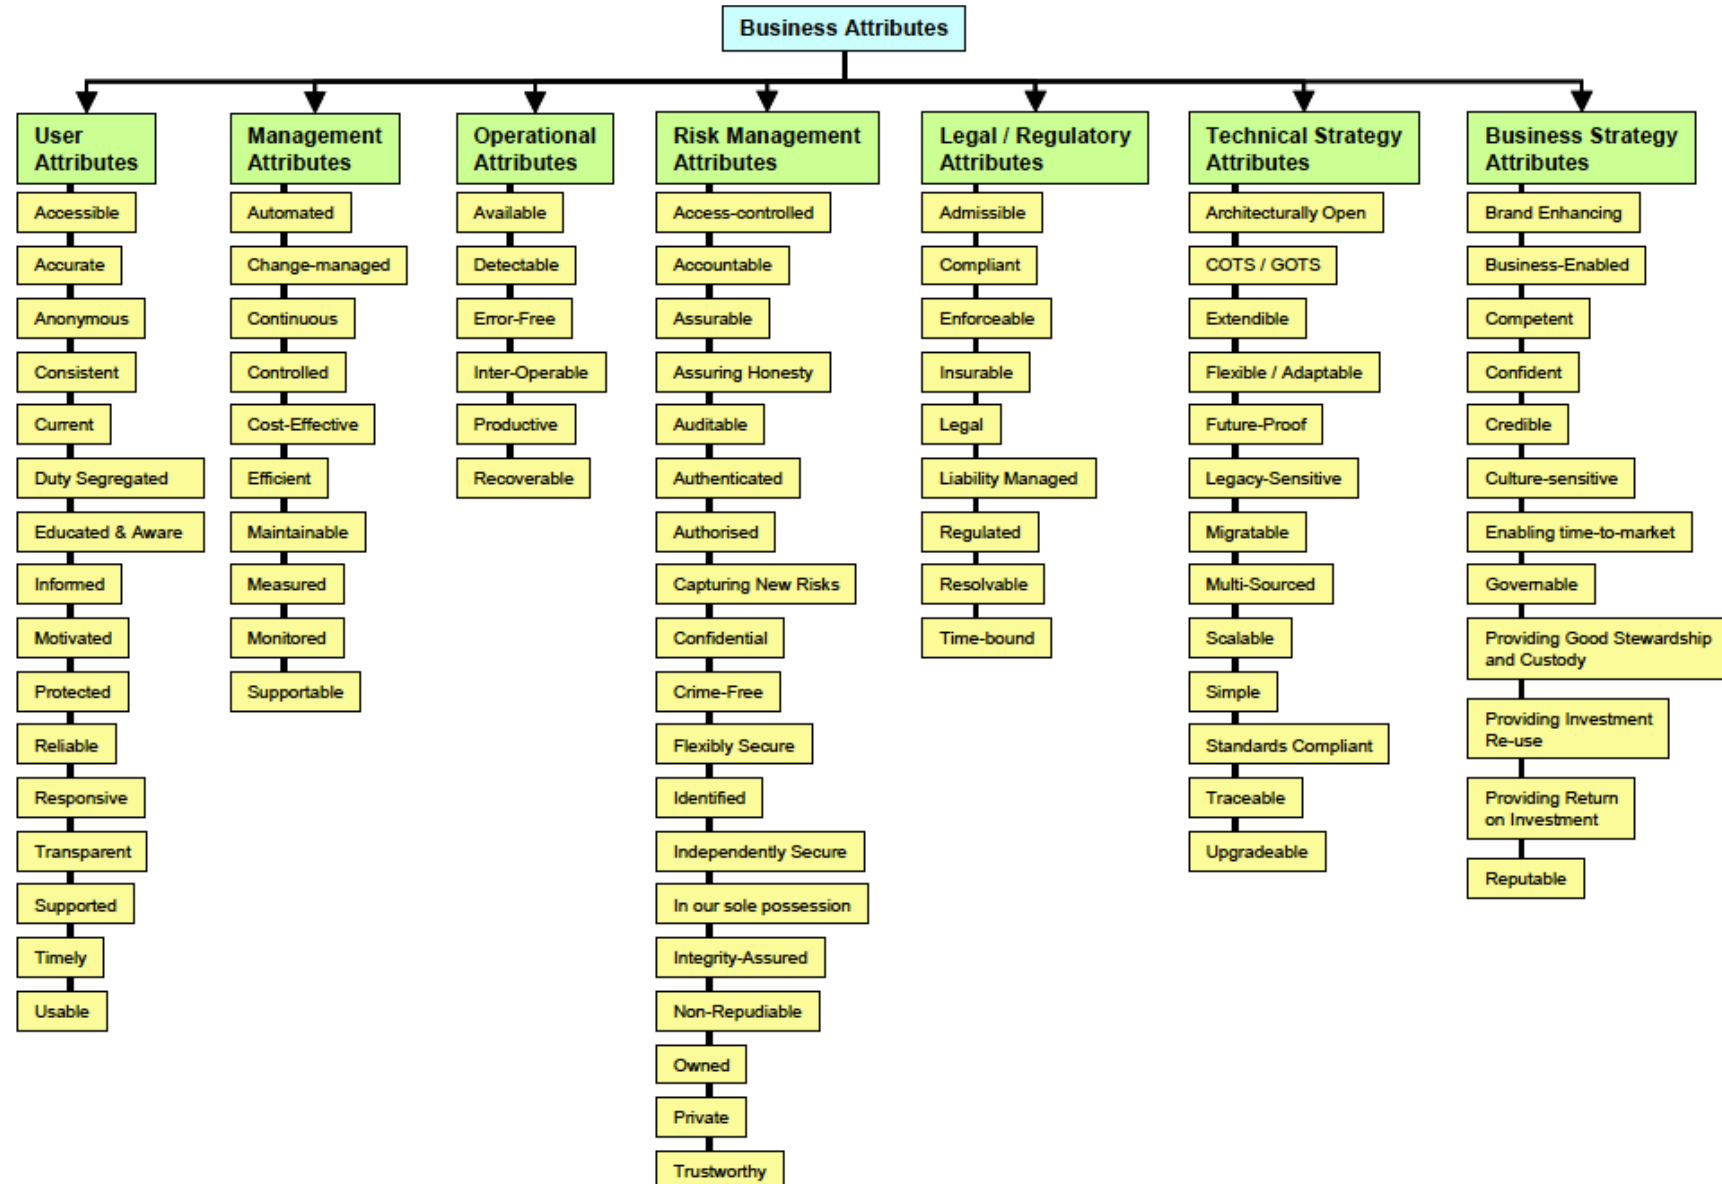 Business Attributes
User
Attributes
Accessible
Accurate
Anonymous
Consistent
Current
Duty Segregated
Educated & Aware
Informed
Motivated
Protected
Reliable
Responsive
Transparent
Supported
Timely
Usable
Management
Attributes
Automated
Change-managed
Continuous
Controlled
Cost-Effective
Efficient
Maintainable
Measured
Monitored
Supportable
Operational
Attributes
Available
Detectable
Error-Free
Inter-Operable
Productive
Recoverable
Risk Management
Attributes
Access-controlled
Accountable
Assurable
Assuring Honesty
Auditable
Authenticated
Authorised
Capturing New Risks
Confidential
Crime-Free
Flexibly Secure
Identified
Independently Secure
In our sole possession
Integrity-Assured
Non-Repudiable
Owned
Private
Trustworthy
Legal / Regulatory
Attributes
Admissible
Compliant
Enforceable
Insurable
Legal
Liability Managed
Regulated
Resolvable
Time-bound
Technical Strategy
Attributes
Architecturally Open
COTS / GOTS
Extendible
Flexible / Adaptable
Future-Proof
Legacy-Sensitive
Migratable
Multi-Sourced
Scalable
Simple
Standards Compliant
Traceable
Upgradeable
Business Strategy
Attributes
Brand Enhancing
Business-Enabled
Competent
Confident
Credible
Culture-sensitive
Enabling time-to-market
Governable
Providing Good Stewardship
and Custody
Providing Investment
Re-use
Providing Return
on Investment
Reputable